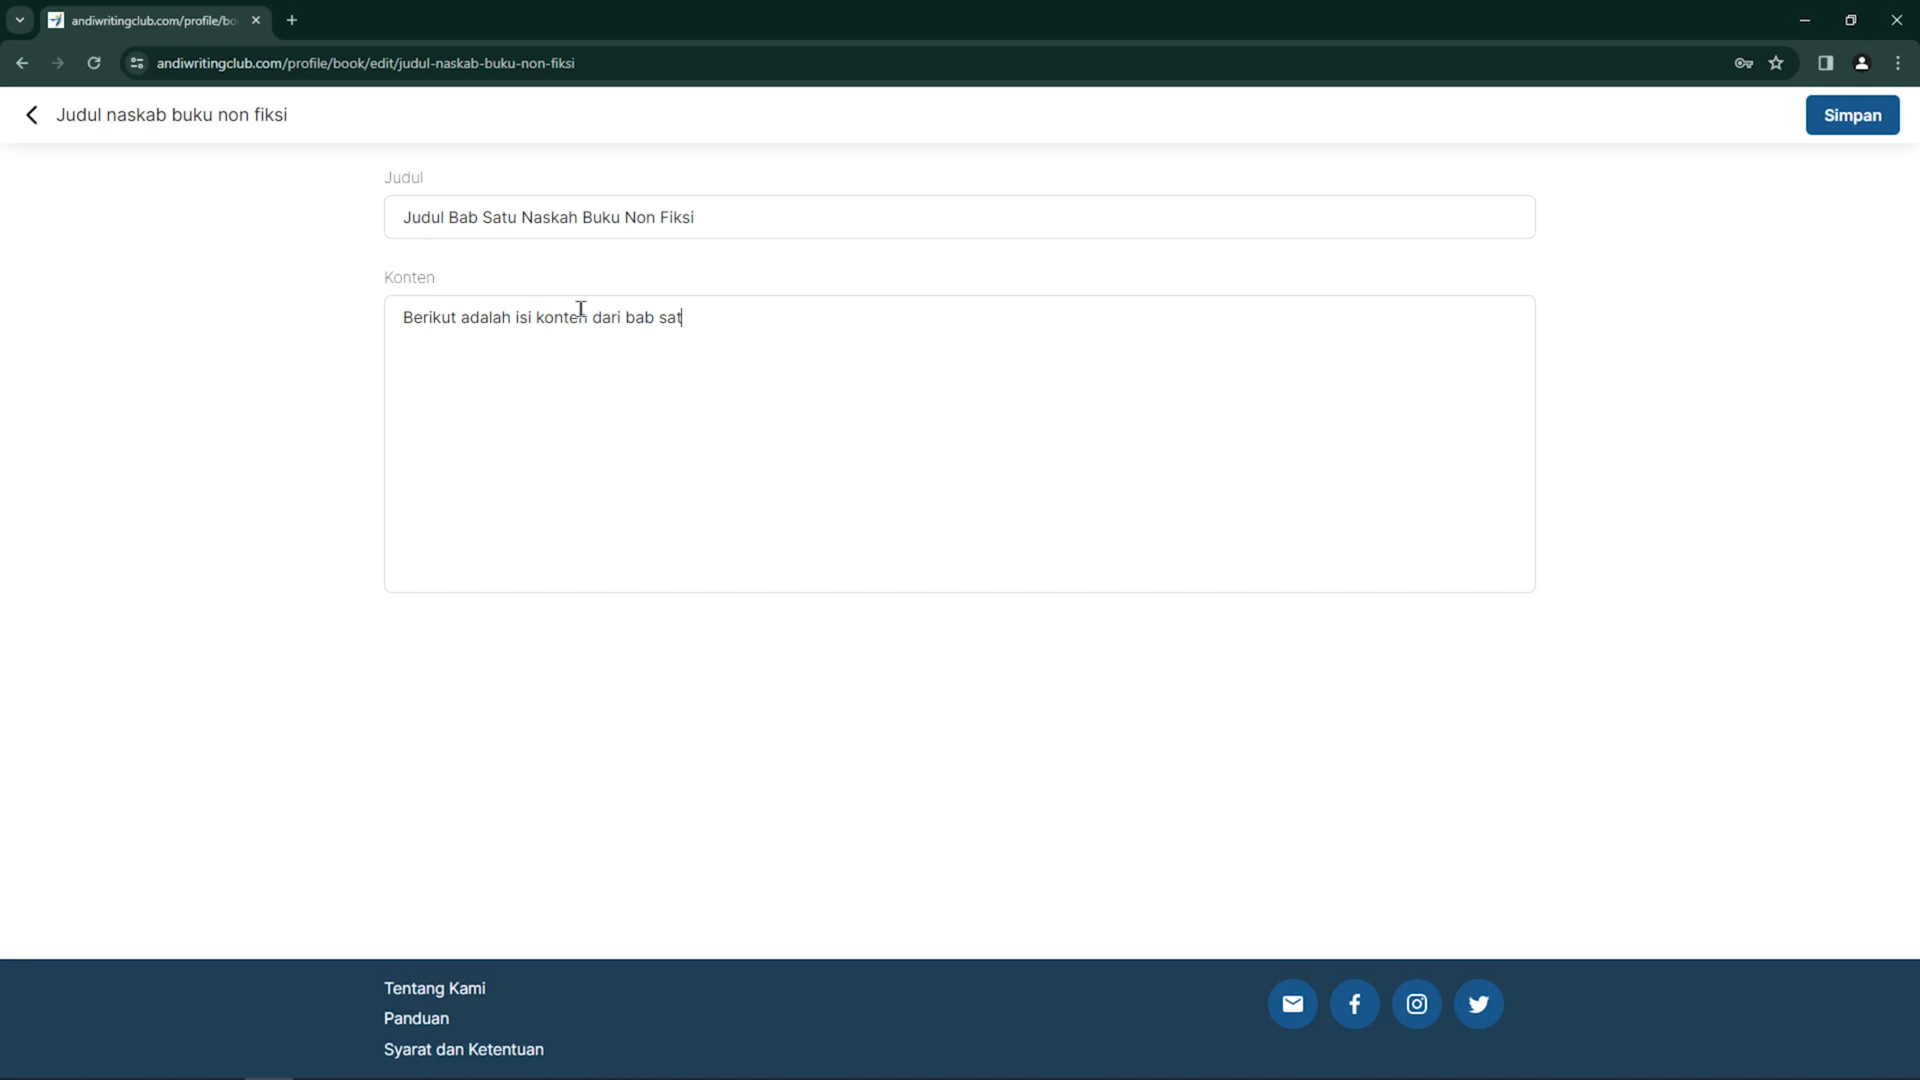 andiwritingclub.com/profile/bo
andiwritingclub.com/profile/book/edit/judul-naskab-buku-non-fiksi
Judul naskab buku non fiksi
Simpan
Judul
Judul Bab Satu Naskah Buku Non Fiksi
Konten
Berikut adalah isi konten dari bab sat
Tentang Kami
Panduan
Syarat dan Ketentuan